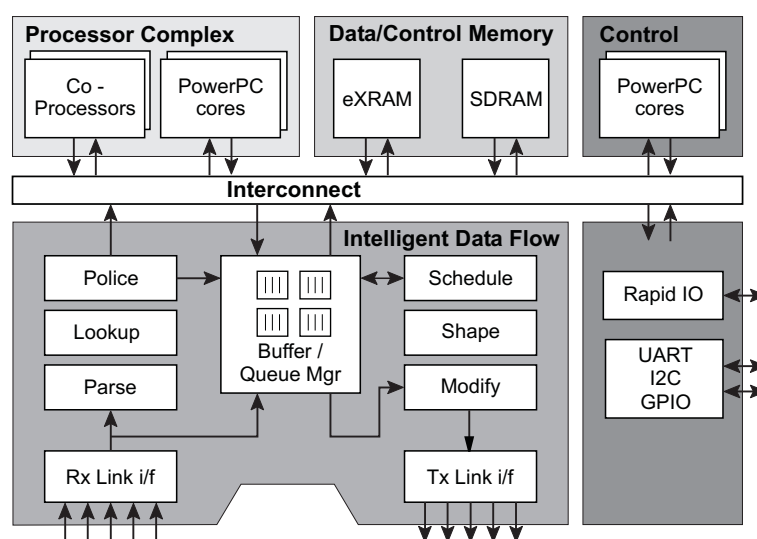 Processor Complex
Co -
Processors
PowerPC
cores
Data/Control Memory
eXRAM
SDRAM
Control
PowerPC
cores
Interconnect
Intelligent Data Flow
Police
Lookup
Parse
Rx Link i/f
Buffer /
Queue Mgr
Schedule
Shape
Modify
Tx Link i/f
Rapid IO
UART
I2C
GPIO